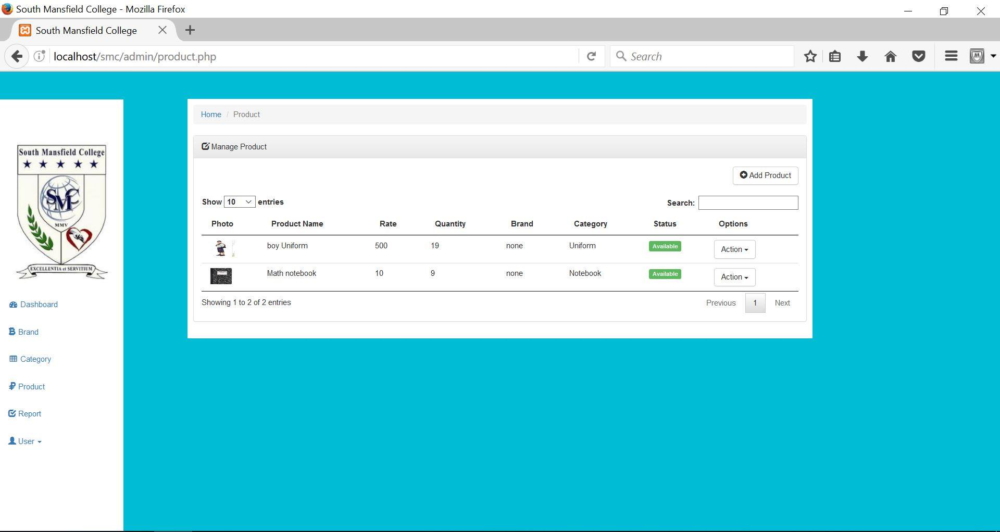 South Mansfield College - Mozilla Firefox
South Mansfield College
localhost/smc/admin/product.php
Search
Home / Product
Manage Product
Add Product
Show 10 entries
Search:
Photo Product Name Rate Quantity Brand Category Status Options
boy Uniform 500 19 none Uniform Available Action
Math notebook 10 9 none Notebook Available Action
Showing 1 to 2 of 2 entries
Previous 1 Next
South Mansfield College
SMC
MMV
EXCELLENTIA et SERVITIUM
Dashboard
Brand
Category
Product
Report
User